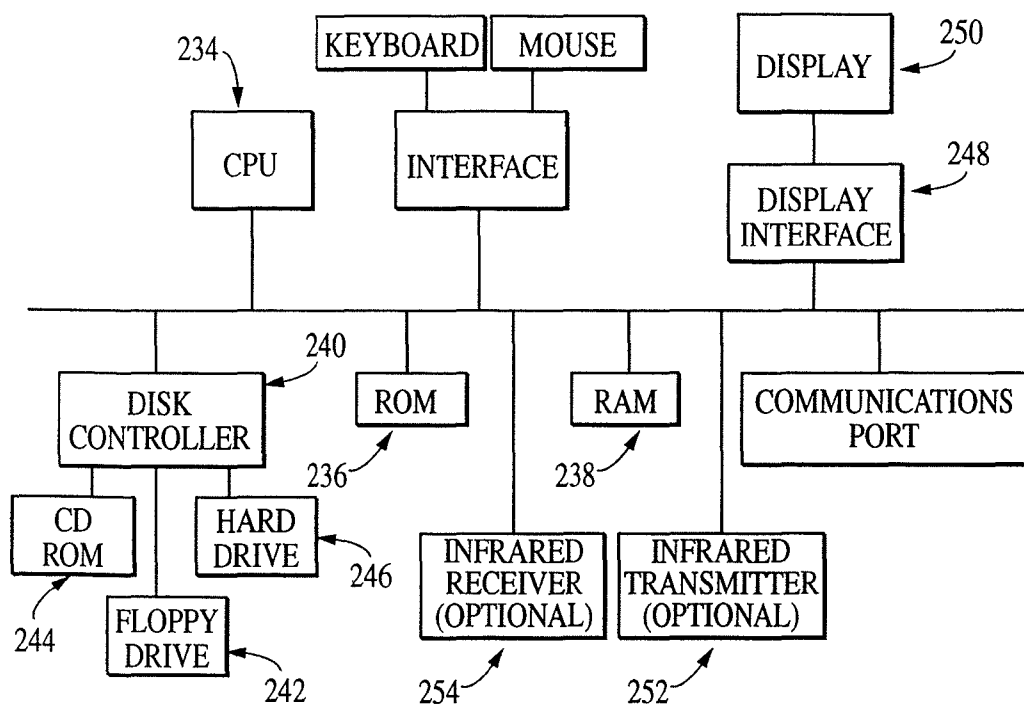 KEYBOARD
MOUSE
234
250
DISPLAY
CPU
INTERFACE
248
DISPLAY
INTERFACE
240
DISK
CONTROLLER
ROM
RAM
COMMUNICATIONS
PORT
236
238
CD
ROM
HARD
DRIVE
246
INFRARED
RECEIVER
(OPTIONAL)
INFRARED
TRANSMITTER
(OPTIONAL)
244
FLOPPY
DRIVE
242
254
252